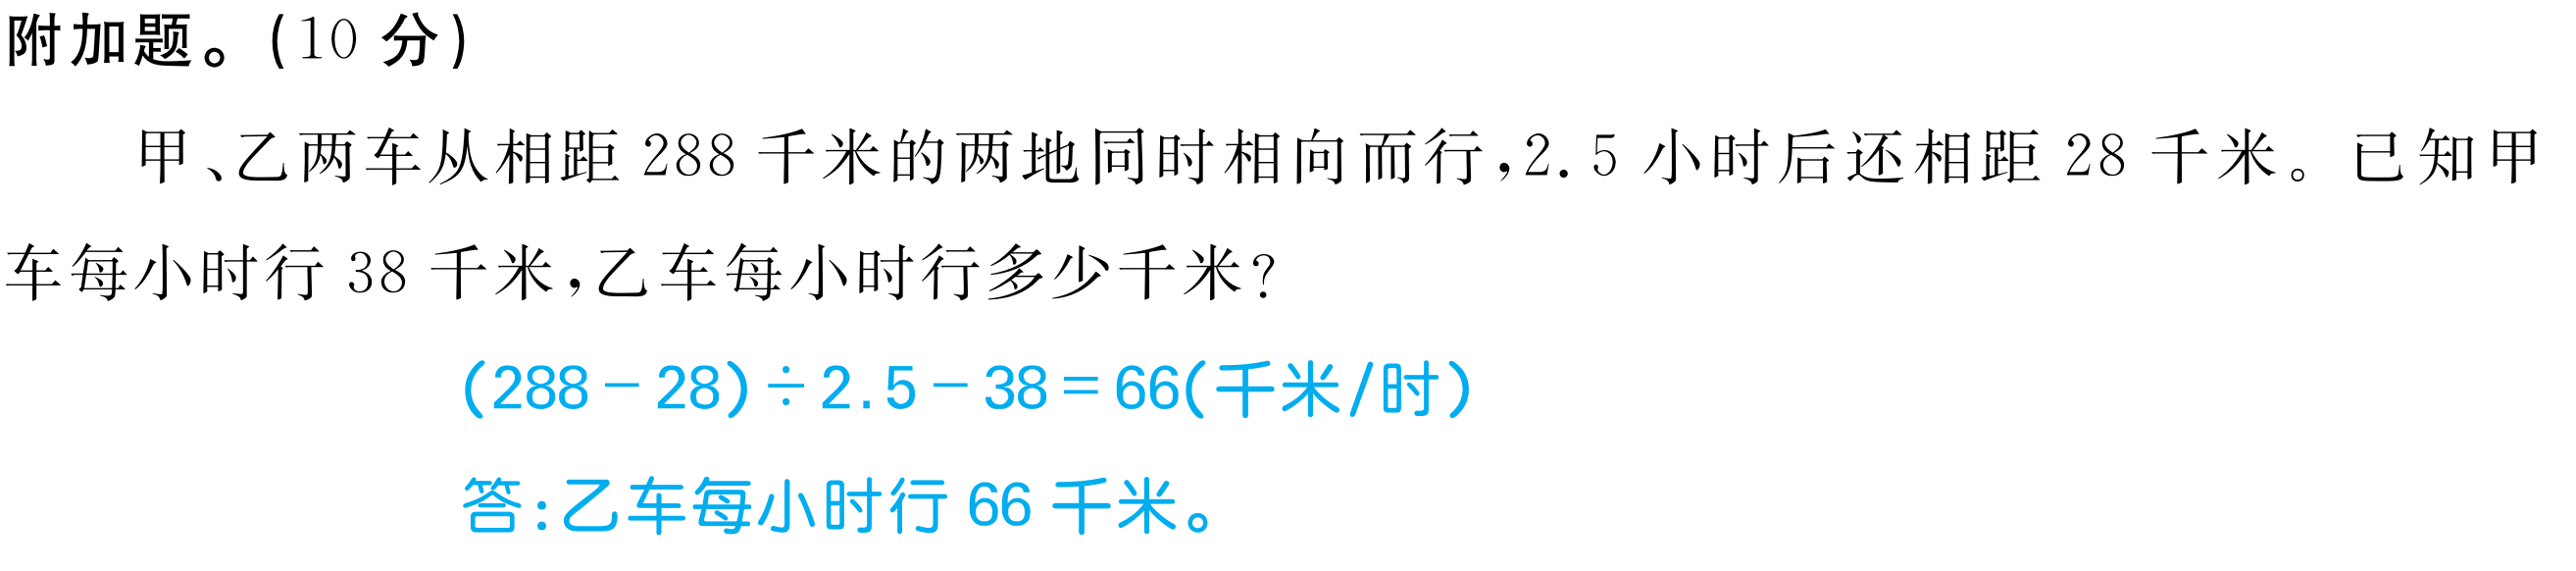 附加题。(10 分)
甲、乙两车从相距 288 千米的两地同时相向而行,2.5 小时后还相距 28 千米。已知甲
车每小时行 38 千米,乙车每小时行多少千米?
(288-28)÷2.5-38=66(千米/时)
答:乙车每小时行 66 千米。